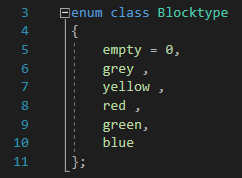 3 enum class Blocktype
4 {
5 empty = 0,
6 grey ,
7 yellow ,
8 red ,
9 green,
10 blue
11 };